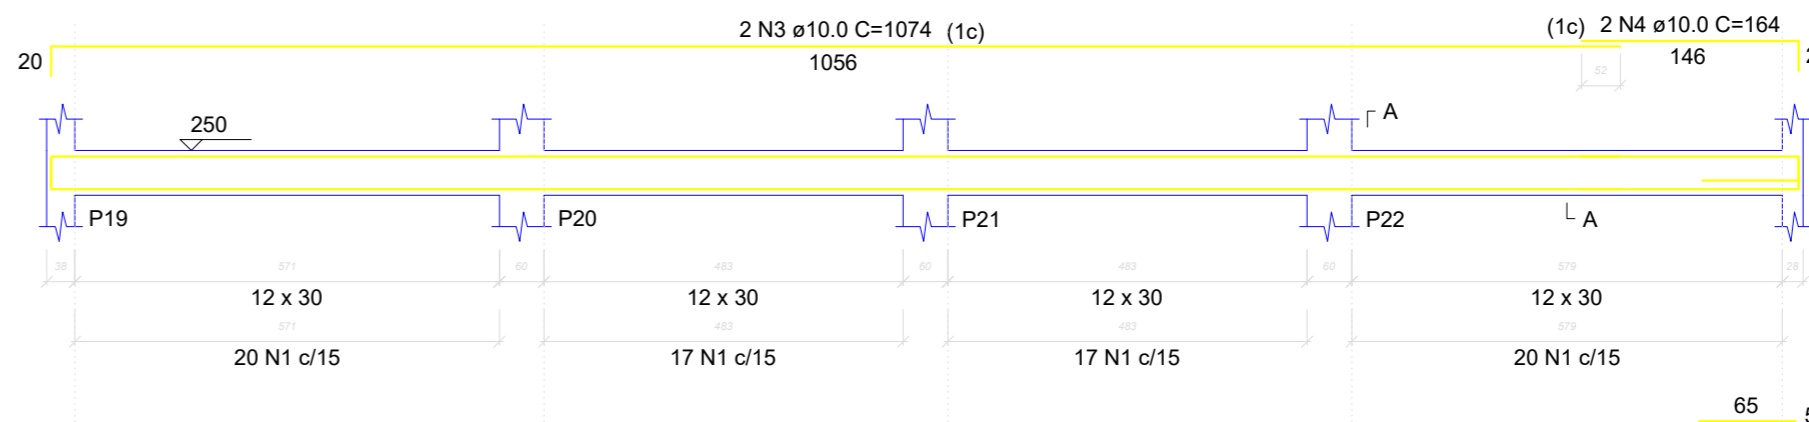 2 N3 ø10.0 C=1074 (1c)
(1c) 2 N4 ø10.0 C=164
20
1056
146
52
A
250
P19
P20
P21
P22
A
38 571 60 483 60 483 60 579 28
12 x 30 12 x 30 12 x 30 12 x 30
571 483 483 579
20 N1 c/15 17 N1 c/15 17 N1 c/15 20 N1 c/15
65